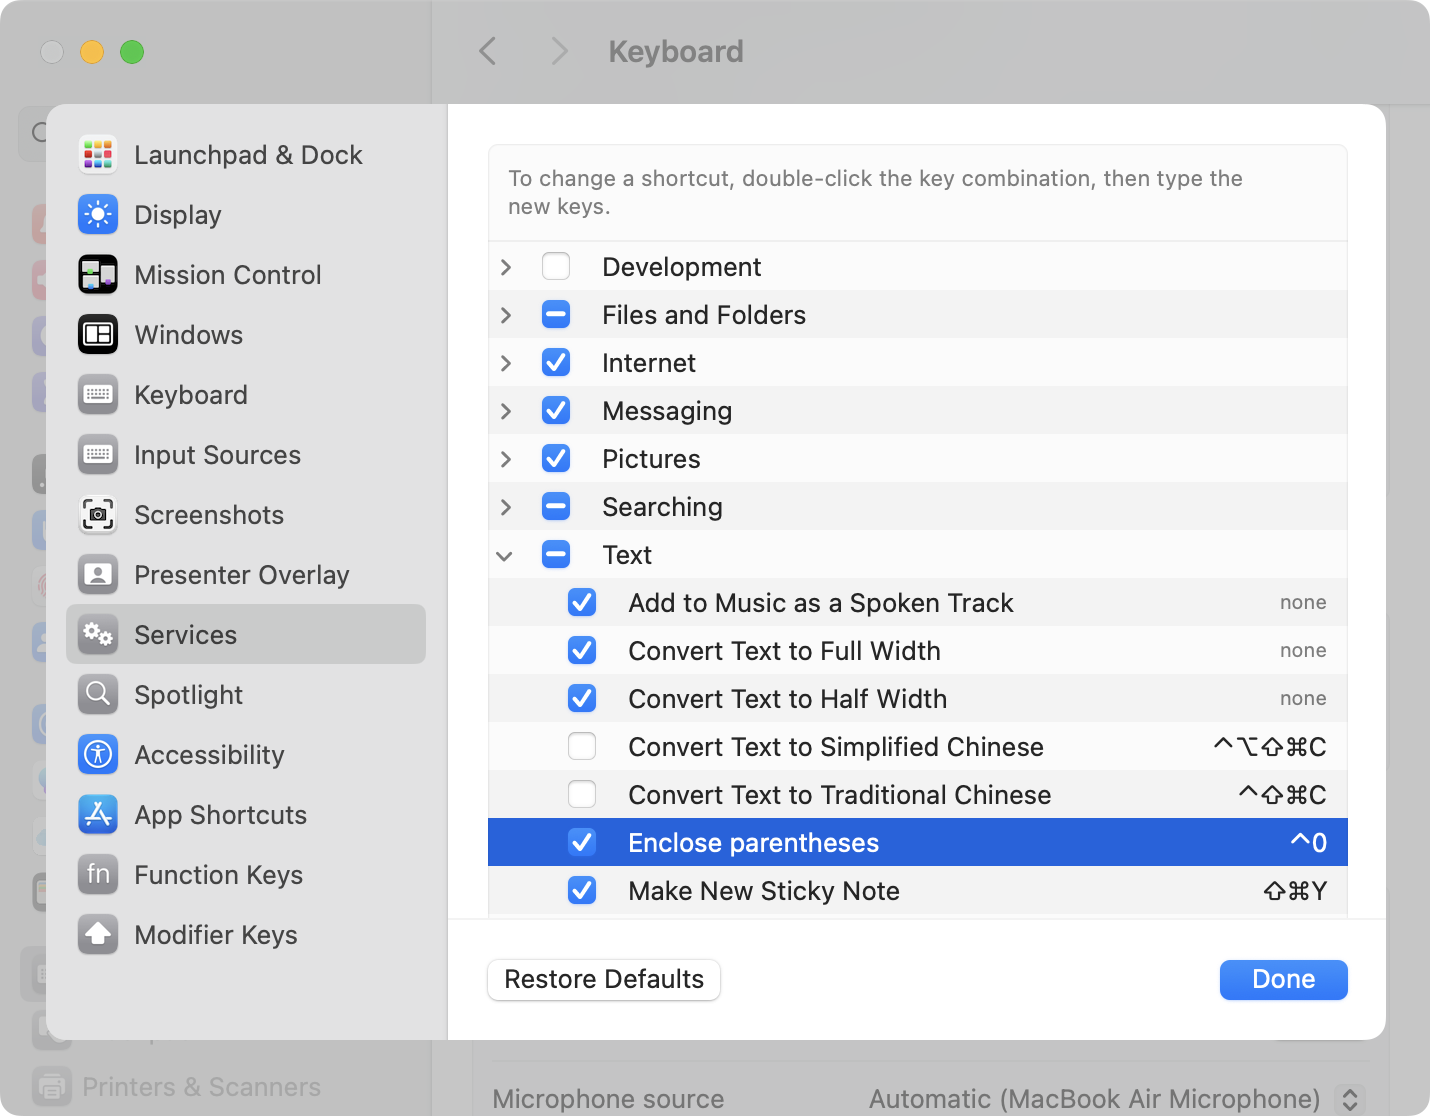 Keyboard
Launchpad & Dock
Display
Mission Control
Windows
Keyboard
Input Sources
Screenshots
Presenter Overlay
Services
Spotlight
Accessibility
App Shortcuts
fn Function Keys
Modifier Keys
To change a shortcut, double-click the key combination, then type the
new keys.
Development
Files and Folders
Internet
Messaging
Pictures
Searching
Text
Add to Music as a Spoken Track none
Convert Text to Full Width none
Convert Text to Half Width none
Convert Text to Simplified Chinese ^⌥⇧⌘C
Convert Text to Traditional Chinese ^⇧⌘C
Enclose parentheses ^0
Make New Sticky Note ⇧⌘Y
Restore Defaults
Done
Printers & Scanners
Microphone source Automatic (MacBook Air Microphone)